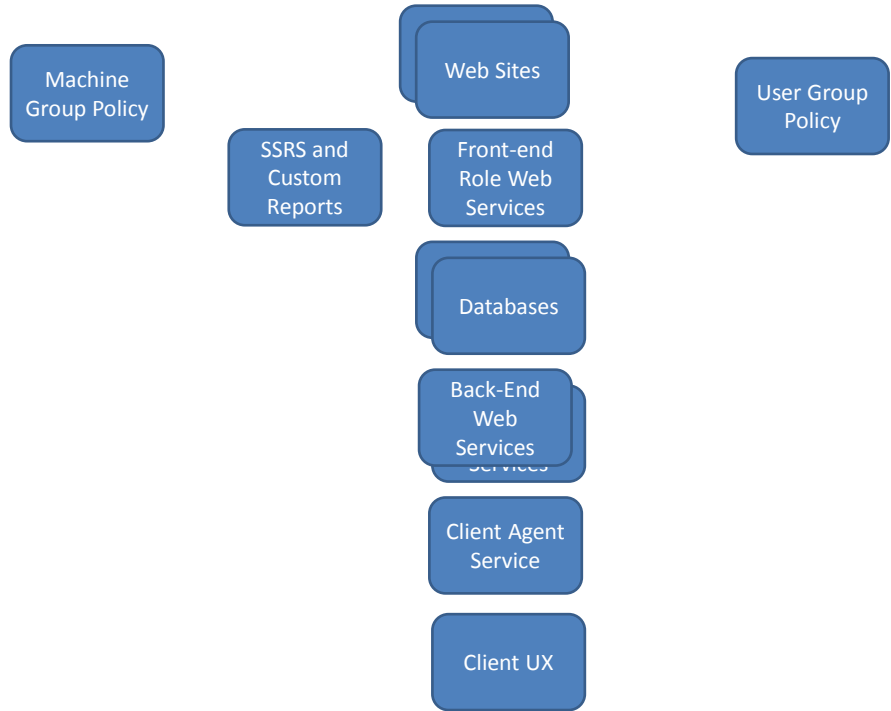 Web Sites
Machine
Group Policy
User Group
Policy
SSRS and
Custom
Reports
Front-end
Role Web
Services
Databases
Back-End
Web
Services
Services
Client Agent
Service
Client UX